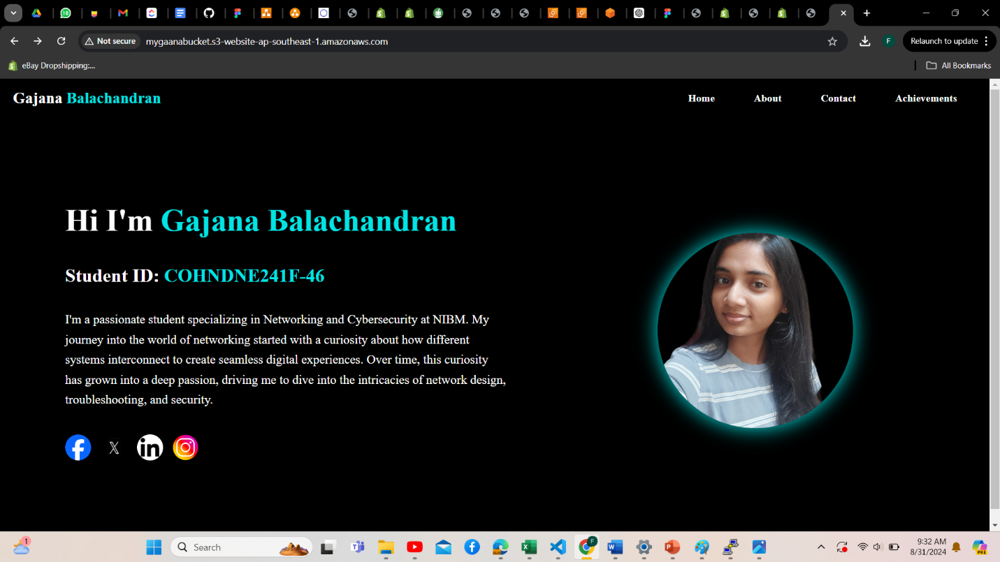 18
Not secure
mygaanabucket.s3-website-ap-southeast-1.amazonaws.com
F
Relaunch to update
eBay Dropshipping:...
All Bookmarks
Gajana Balachandran
Home
About
Contact
Achievements
Hi I'm Gajana Balachandran
Student ID: COHNDNE241F-46
I'm a passionate student specializing in Networking and Cybersecurity at NIBM. My
journey into the world of networking started with a curiosity about how different
systems interconnect to create seamless digital experiences. Over time, this curiosity
has grown into a deep passion, driving me to dive into the intricacies of network design,
troubleshooting, and security.
in
1
Search
F
9:32 AM
8/31/2024
PRE